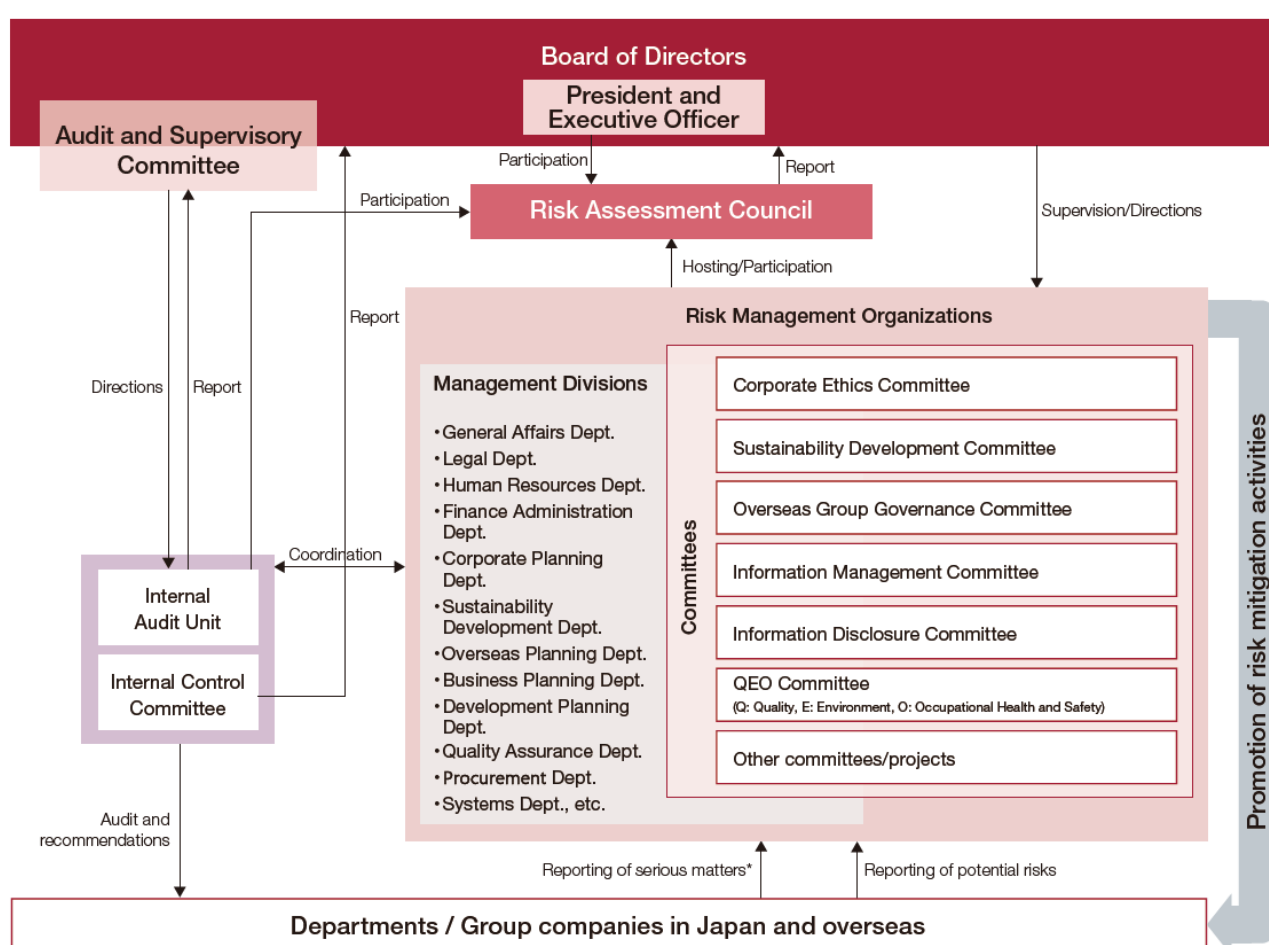 Board of Directors
President and
Executive Officer
Audit and Supervisory
Committee
Participation
Report
Participation
Risk Assessment Council
Supervision/Directions
Hosting/Participation
Report
Risk Management Organizations
Directions
Report
Management Divisions
・General Affairs Dept.
・Legal Dept.
・Human Resources Dept.
・Finance Administration
Dept.
・Corporate Planning
Dept.
・Sustainability
Development Dept.
・Overseas Planning Dept.
・Business Planning Dept.
・Development Planning
Dept.
・Quality Assurance Dept.
・Procurement Dept.
・Systems Dept., etc.
Committees
Corporate Ethics Committee
Sustainability Development Committee
Overseas Group Governance Committee
Information Management Committee
Information Disclosure Committee
QEO Committee
(Q: Quality, E: Environment, O: Occupational Health and Safety)
Other committees/projects
Promotion of risk mitigation activities
Coordination
Internal
Audit Unit
Internal Control
Committee
Audit and
recommendations
Reporting of serious matters*
Reporting of potential risks
Departments / Group companies in Japan and overseas